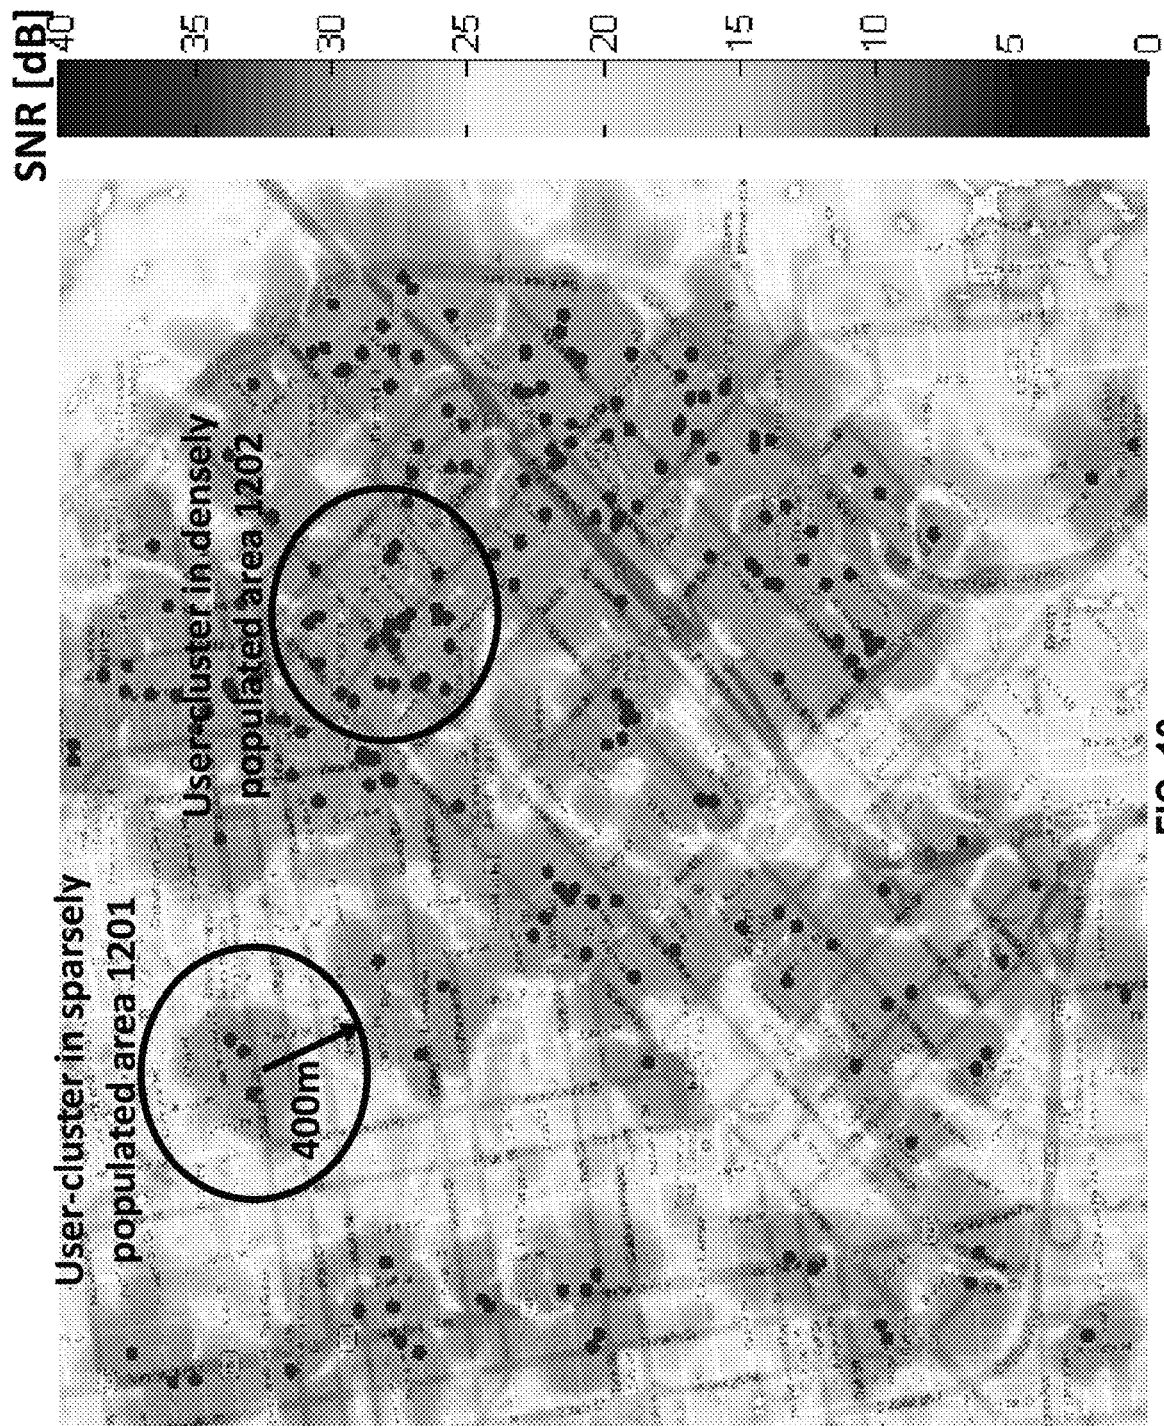 SNR [dB]
40
35
30
25
20
15
10
5
0
User-cluster in densely
populated area 1202
User-cluster in sparsely
populated area 1201
400m